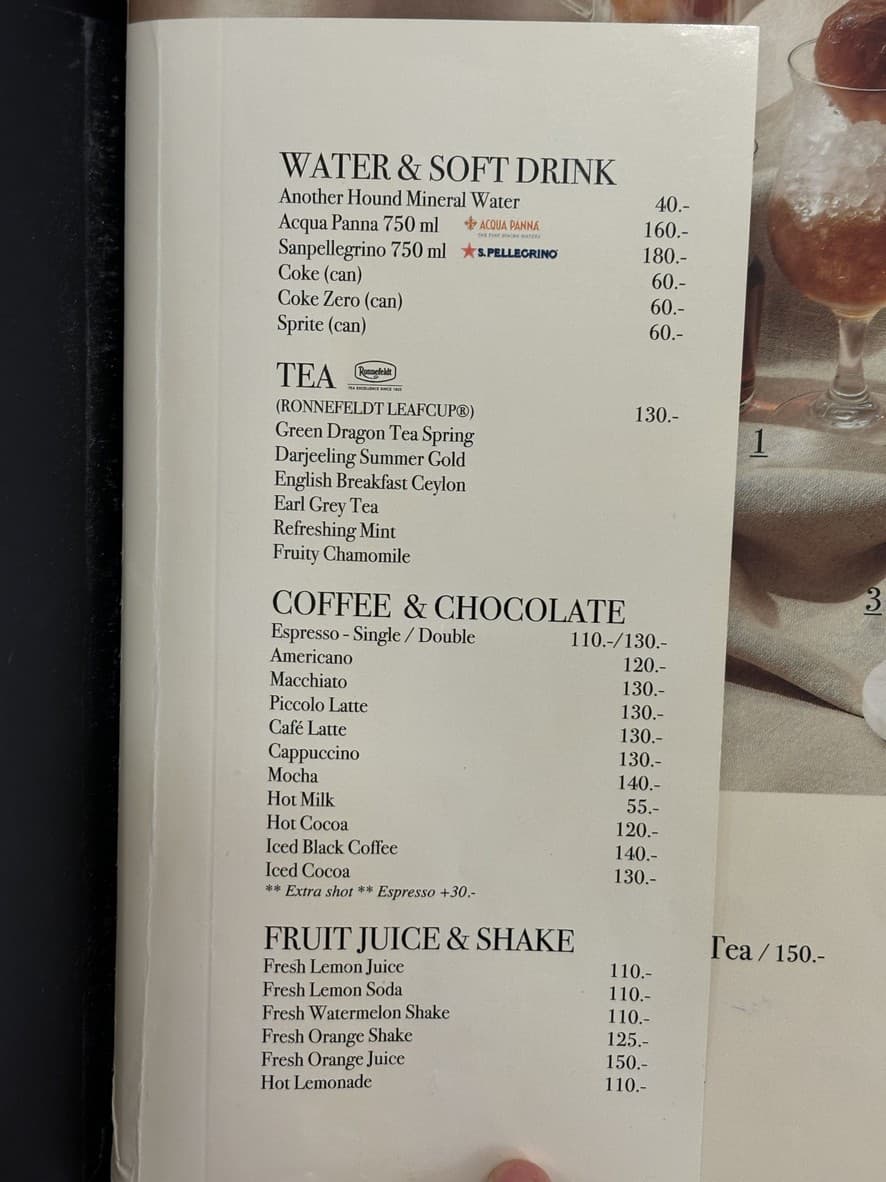 WATER & SOFT DRINK
Another Hound Mineral Water 40.-
Acqua Panna 750 ml ACQUA PANNA 160.-
Sanpellegrino 750 ml S.PELLEGRINO 180.-
Coke (can) 60.-
Coke Zero (can) 60.-
Sprite (can) 60.-
TEA Ronnefeldt
TEA EXCELLENCE SINCE 1823
(RONNEFELDT LEAFCUP®) 130.-
Green Dragon Tea Spring
Darjeeling Summer Gold
English Breakfast Ceylon
Earl Grey Tea
Refreshing Mint
Fruity Chamomile
COFFEE & CHOCOLATE
Espresso - Single / Double 110.-/130.-
Americano 120.-
Macchiato 130.-
Piccolo Latte 130.-
Café Latte 130.-
Cappuccino 130.-
Mocha 140.-
Hot Milk 55.-
Hot Cocoa 120.-
Iced Black Coffee 140.-
Iced Cocoa 130.-
** Extra shot ** Espresso +30.-
FRUIT JUICE & SHAKE
Fresh Lemon Juice 110.-
Fresh Lemon Soda 110.-
Fresh Watermelon Shake 110.-
Fresh Orange Shake 125.-
Fresh Orange Juice 150.-
Hot Lemonade 110.-
1
3
Tea / 150.-